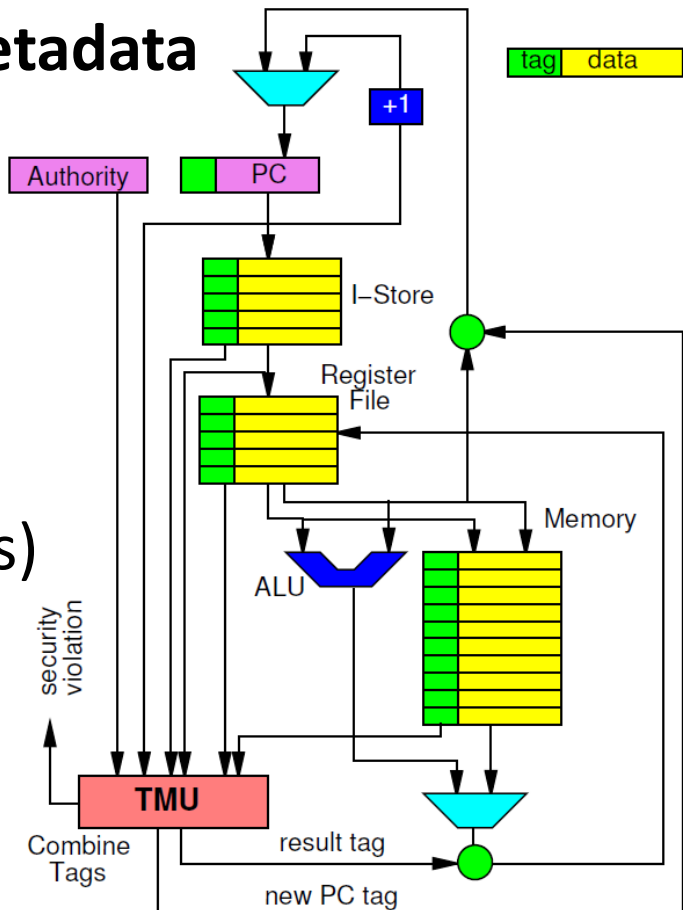 etadata
tag data
+1
Authority
PC
I-Store
Register
File
s)
Memory
ALU
security
violation
TMU
Combine
Tags
result tag
new PC tag